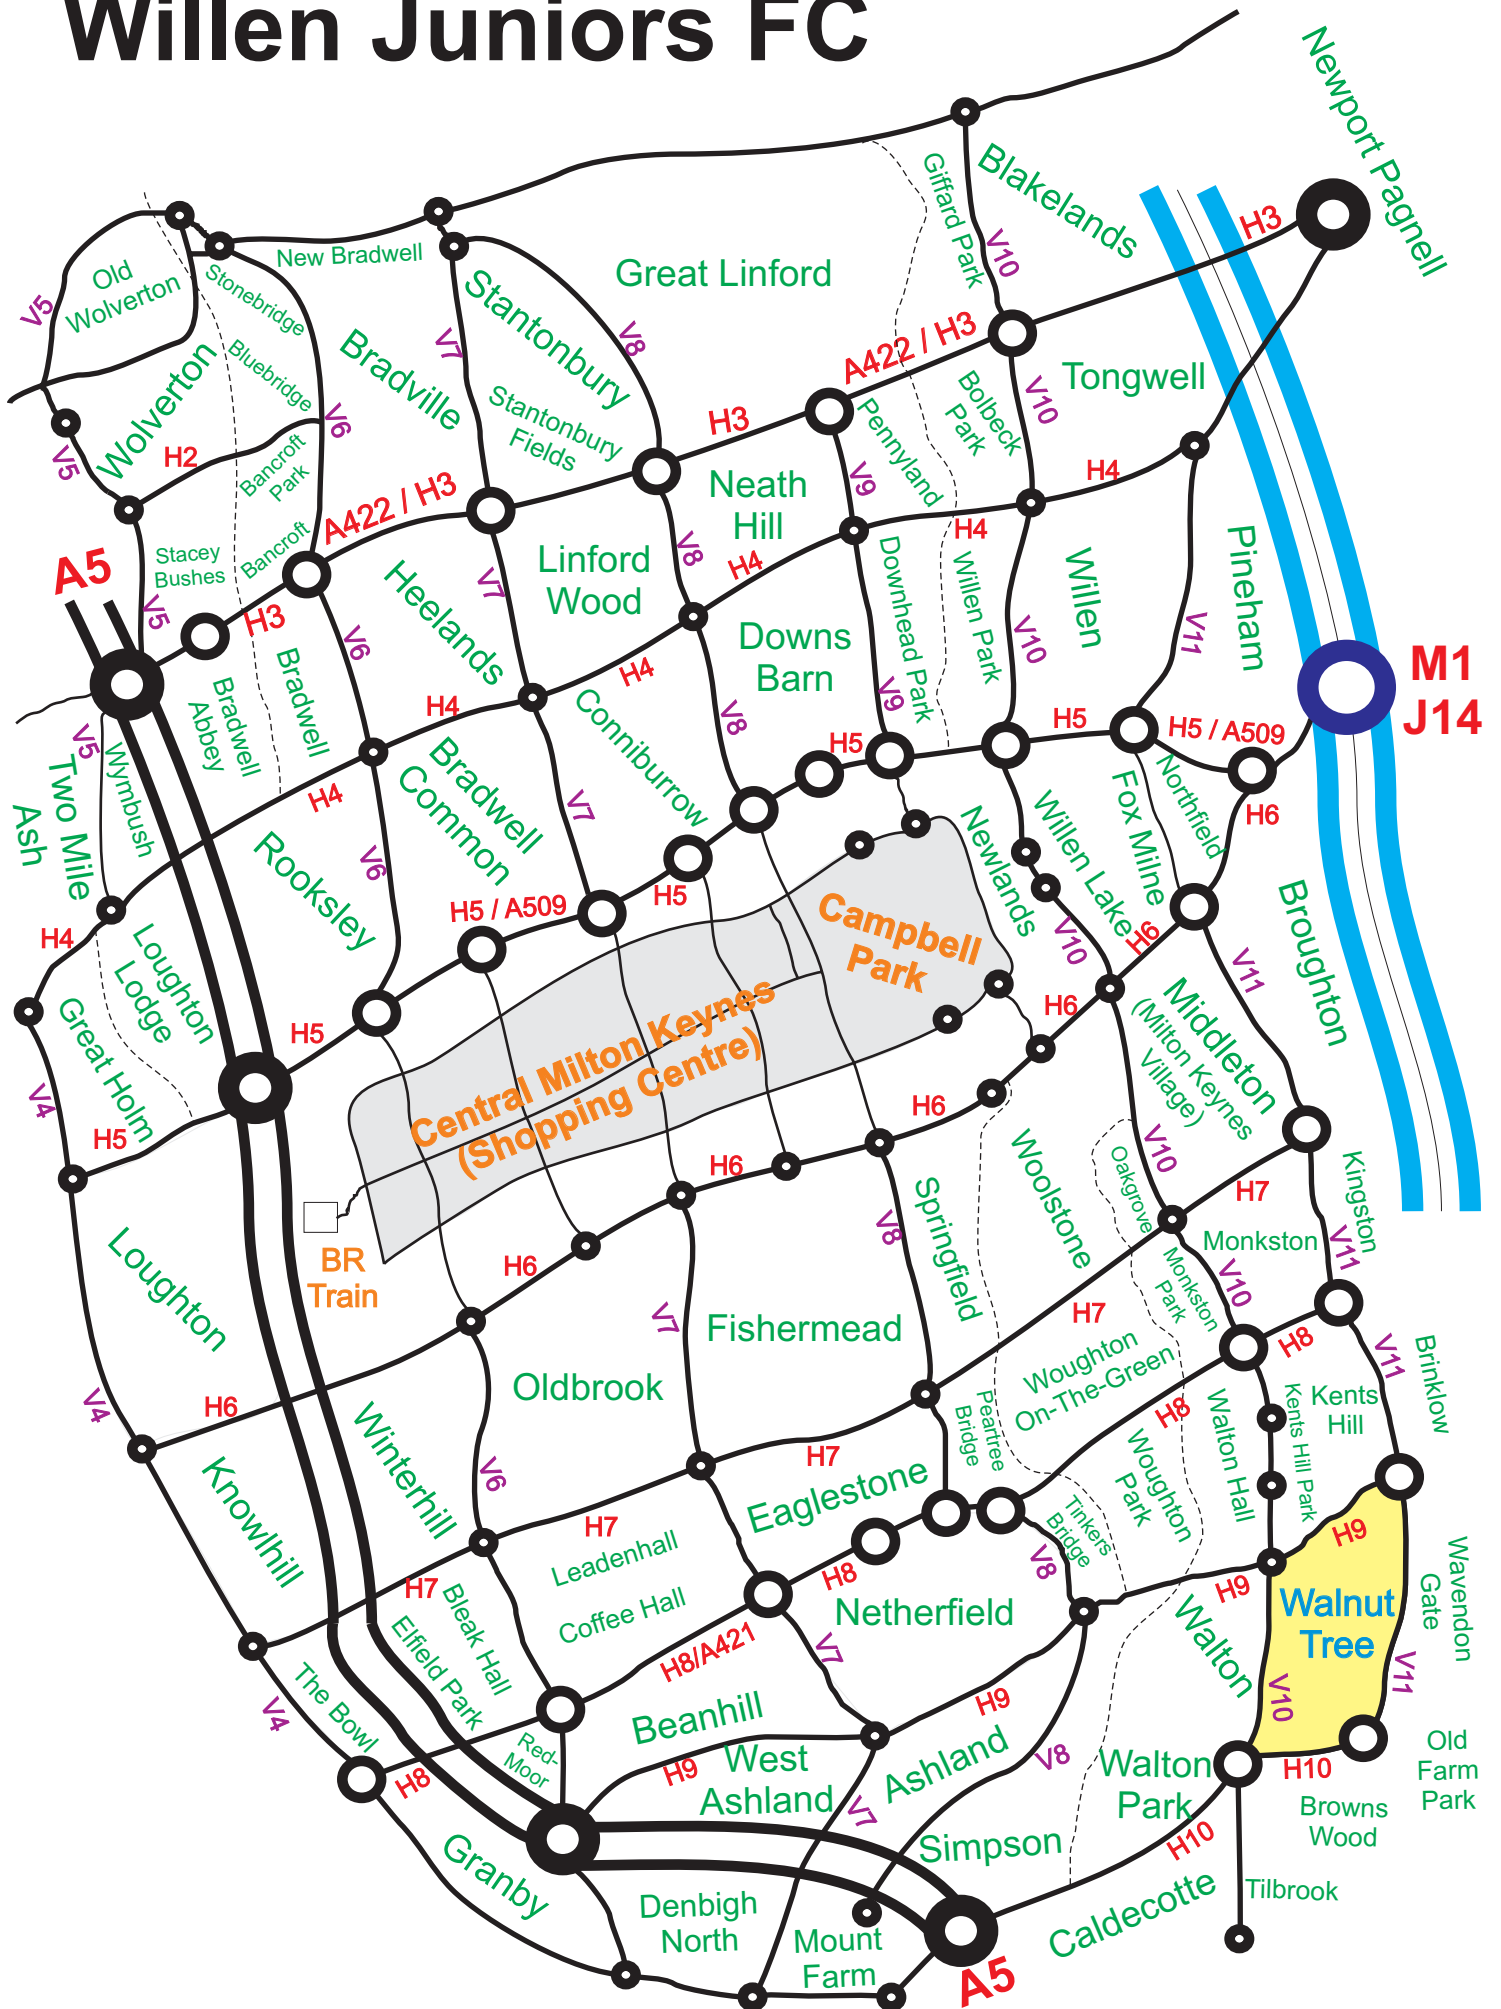 Willen Juniors FC
Newport Pagnell
Blakelands
Giffard Park
H3
V10
New Bradwell
Old
Wolverton
V5
Stonebridge
Great Linford
Stantonbury
V8
V7
Bradville
Bluebridge
Wolverton
A422 / H3
Tongwell
Bolbeck
Park
V10
Pennyland
Stantonbury
Fields
H3
V6
V5
H2
Bancroft
Park
A422 / H3
Neath
Hill
V9
H4
H4
Pineham
Willen
Willen Park
Downhead Park
Linford
Wood
V8
H4
V7
Heelands
Bancroft
Stacey
Bushes
A5
V5
H3
V6
Downs
Barn
V10
V11
M1
J14
Bradwell
Bradwell
Abbey
H4
H4
Conniburrow
V8
V9
H5
H5
H5 / A509
V5
Wymbush
Two Mile
Ash
H4
Bradwell
Common
V7
Northfield
Fox Milne
H6
Willen Lake
Newlands
Rooksley
V6
H5 / A509
H5
Campbell
Park
V10
H6
Broughton
V11
H4
Loughton
Lodge
Great Holm
H5
H6
Middleton
(Milton Keynes
Village)
Central Milton Keynes
(Shopping Centre)
V4
H5
H6
H6
Woolstone
Oakgrove
V10
H7
Kingston
Springfield
V8
Monkston
V11
BR
Train
H6
Loughton
Monkston
Park
V10
V7
Fishermead
H7
H8
V11
Brinklow
Oldbrook
Woughton
On-The-Green
Kents
Hill
Kents Hill Park
Walton Hall
H8
Peartree
Bridge
V4
H6
Winterhill
V6
H7
Eaglestone
Woughton
Park
Tinkers
Bridge
Knowlhill
H7
Leadenhall
Coffee Hall
H7
Bleak Hall
Elfield Park
H8
Netherfield
V8
H9
H9
Walnut
Tree
Walton
Wavendon
Gate
V11
V10
H8/A421
V7
The Bowl
V4
Beanhill
H9
H8
Red-
Moor
H9
West
Ashland
V7
Ashland
V8
Walton
Park
H10
Old
Farm
Park
Browns
Wood
H10
Simpson
Granby
Denbigh
North
Mount
Farm
Caldecotte
Tilbrook
A5